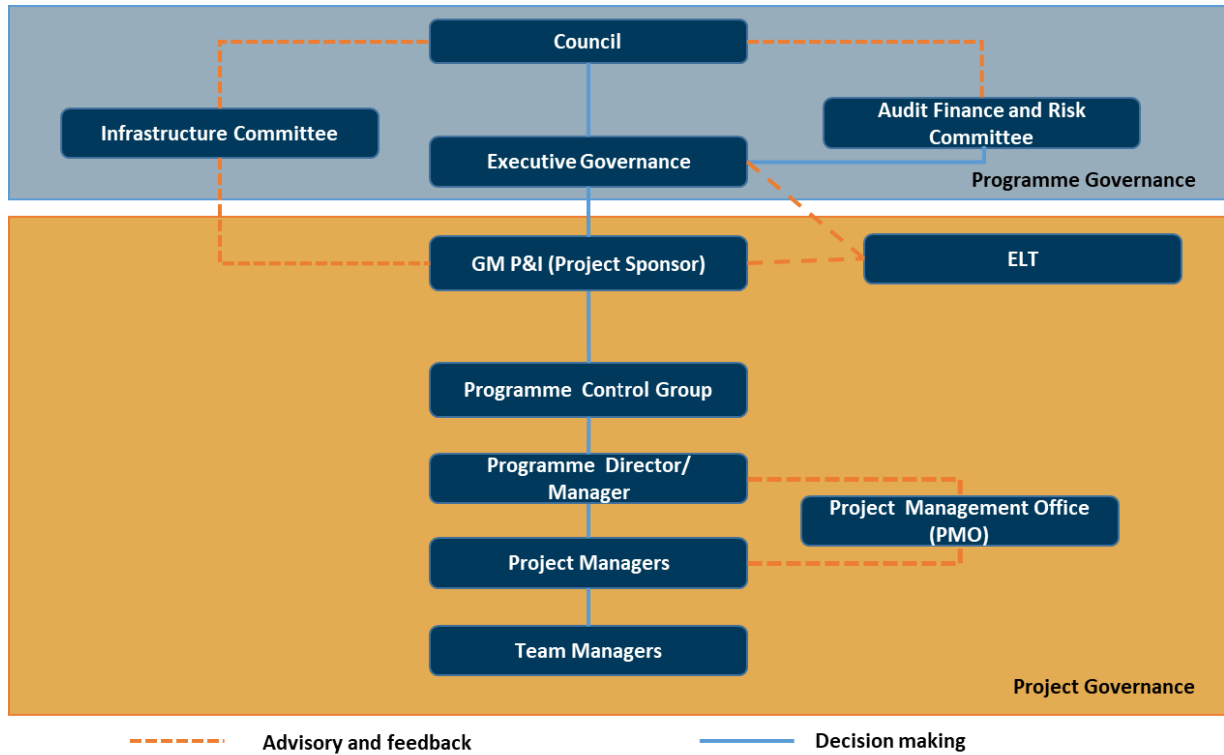 Council
Infrastructure Committee
Audit Finance and Risk
Committee
Executive Governance
Programme Governance
GM P&I (Project Sponsor)
ELT
Programme Control Group
Programme Director/
Manager
Project Management Office
(PMO)
Project Managers
Team Managers
Project Governance
Advisory and feedback
Decision making